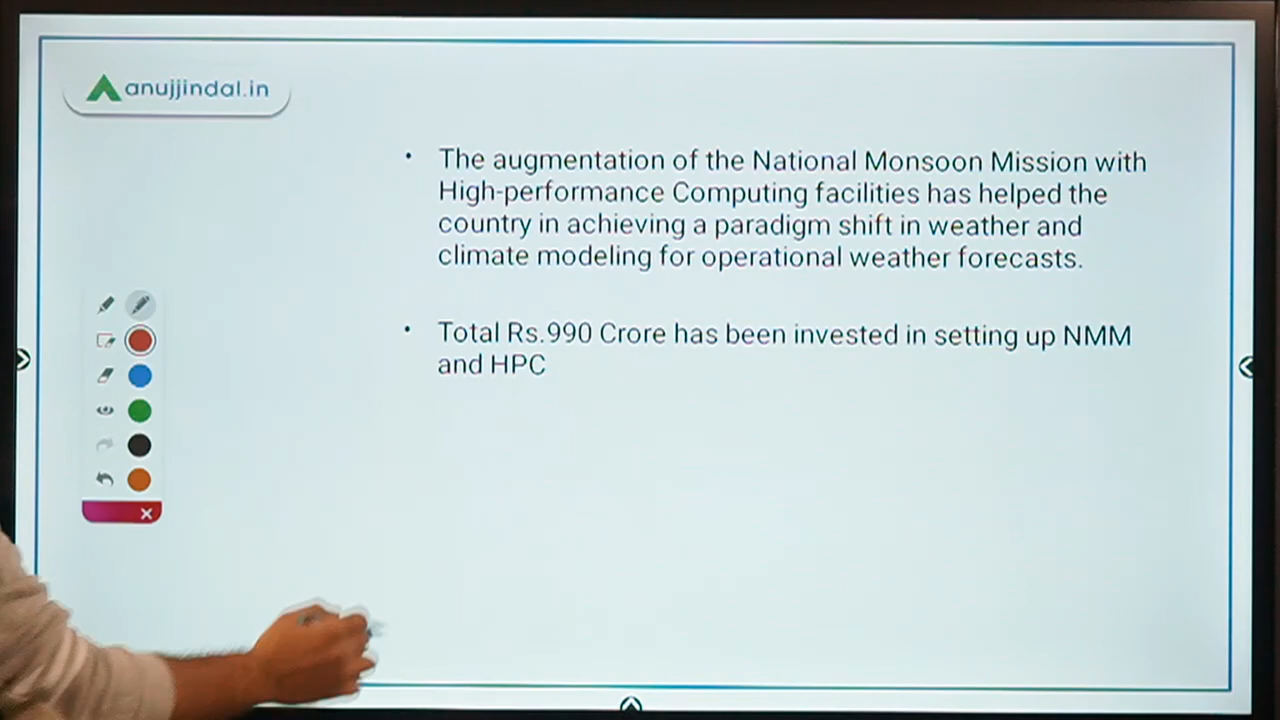 anujjindal.in
• The augmentation of the National Monsoon Mission with
High-performance Computing facilities has helped the
country in achieving a paradigm shift in weather and
climate modeling for operational weather forecasts.
• Total Rs.990 Crore has been invested in setting up NMM
and HPC